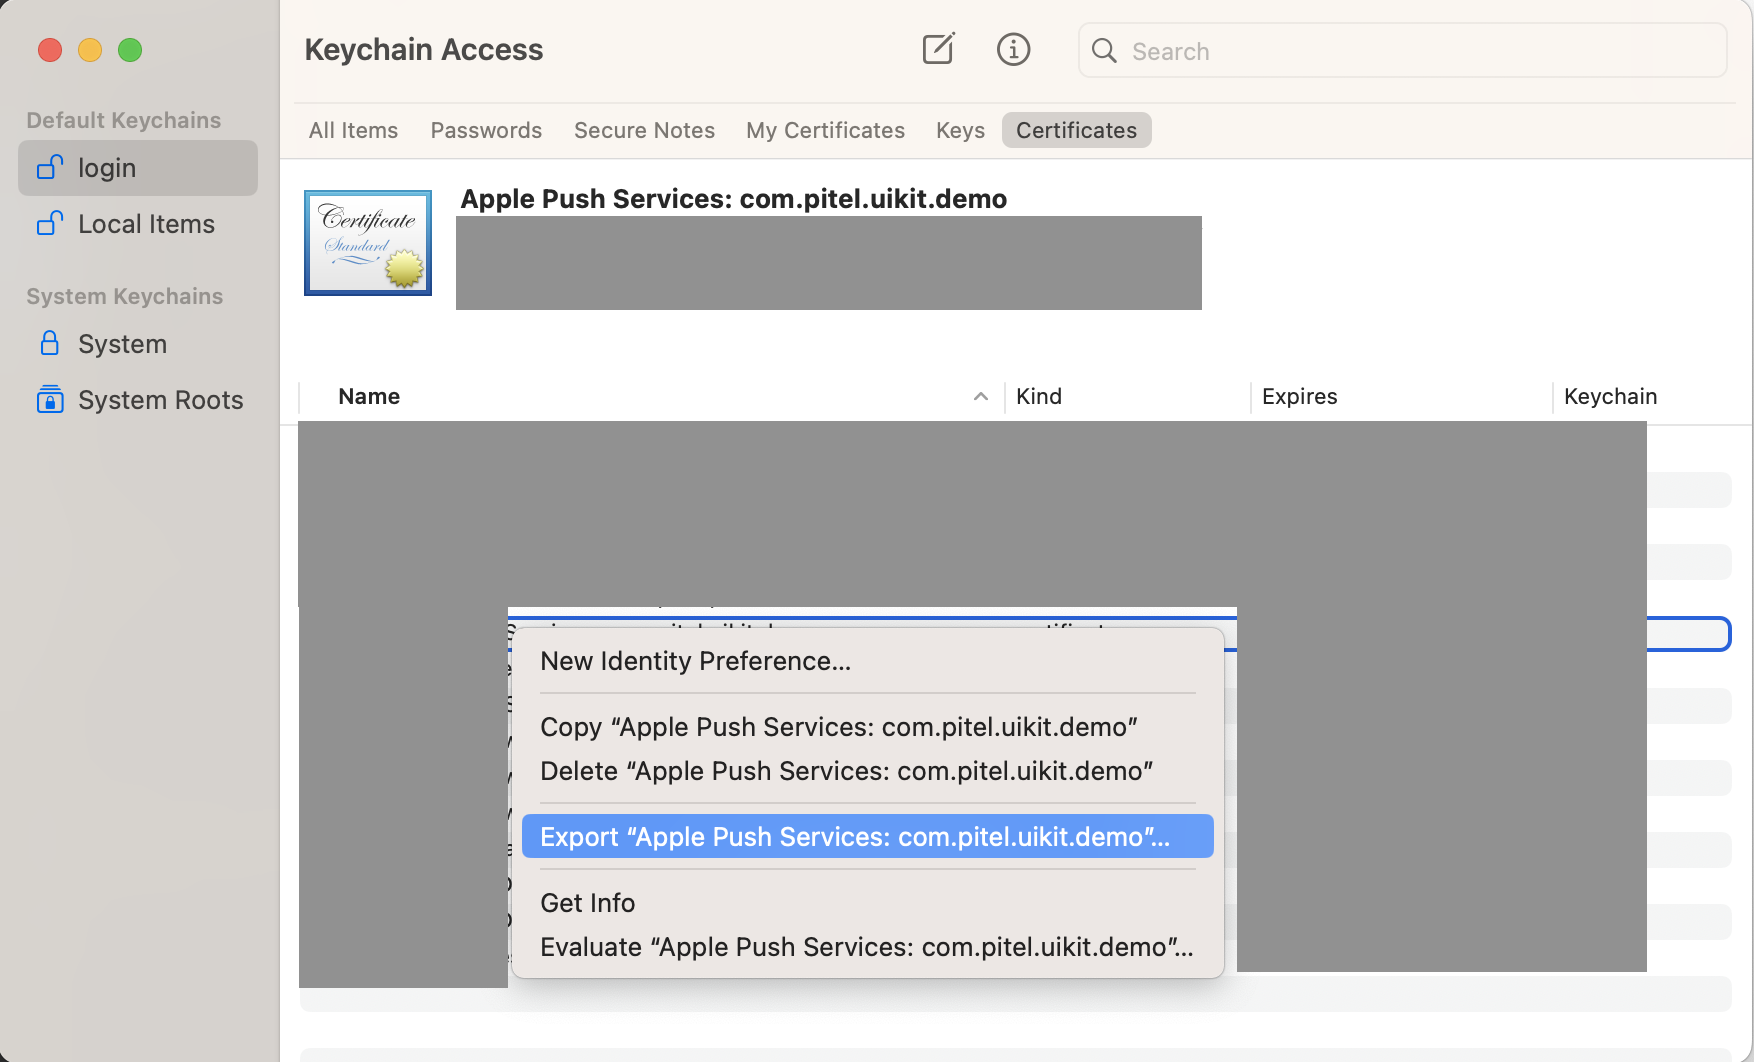 Keychain Access
Search
Default Keychains
login
Local Items
System Keychains
System
System Roots
All Items Passwords Secure Notes My Certificates Keys Certificates
Certificate
Standard
Apple Push Services: com.pitel.uikit.demo
Name Kind Expires Keychain
New Identity Preference...
Copy “Apple Push Services: com.pitel.uikit.demo”
Delete “Apple Push Services: com.pitel.uikit.demo”
Export “Apple Push Services: com.pitel.uikit.demo”...
Get Info
Evaluate “Apple Push Services: com.pitel.uikit.demo”...